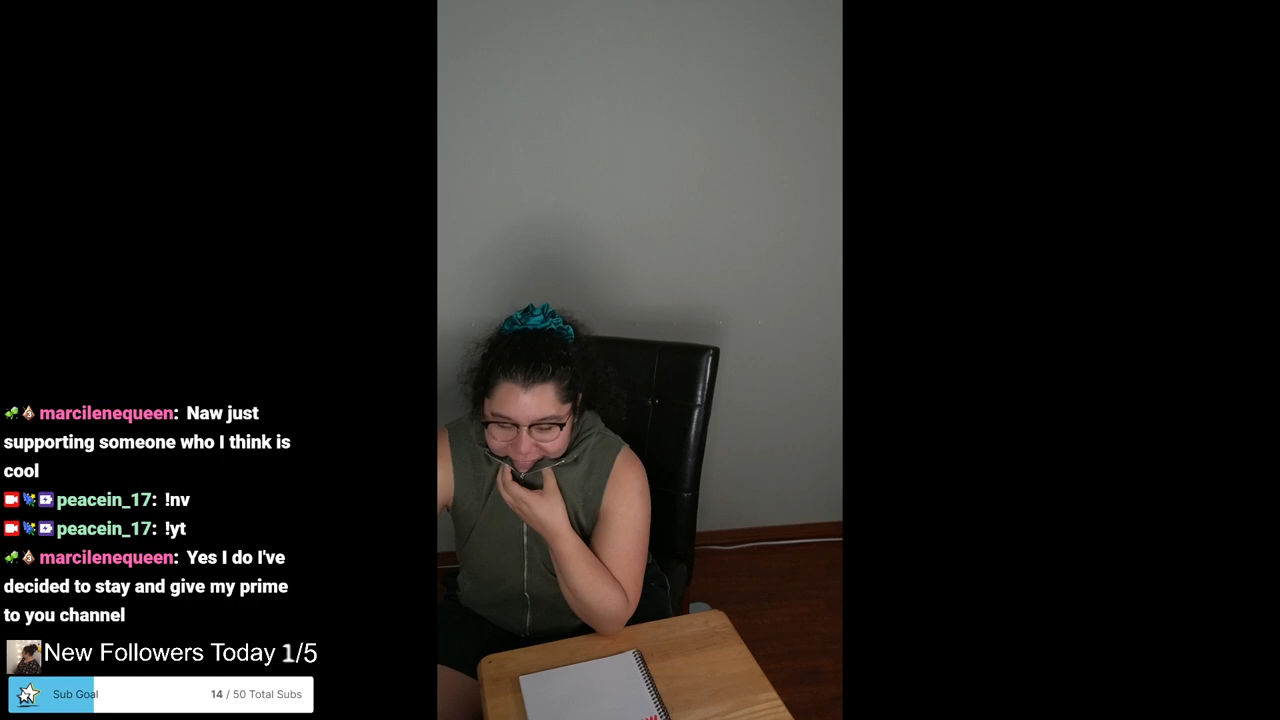 marcilenequeen: Naw just
supporting someone who I think is
cool
peacein_17: !nv
peacein_17: !yt
marcilenequeen: Yes I do I've
decided to stay and give my prime
to you channel
New Followers Today 1/5
Sub Goal 14 / 50 Total Subs